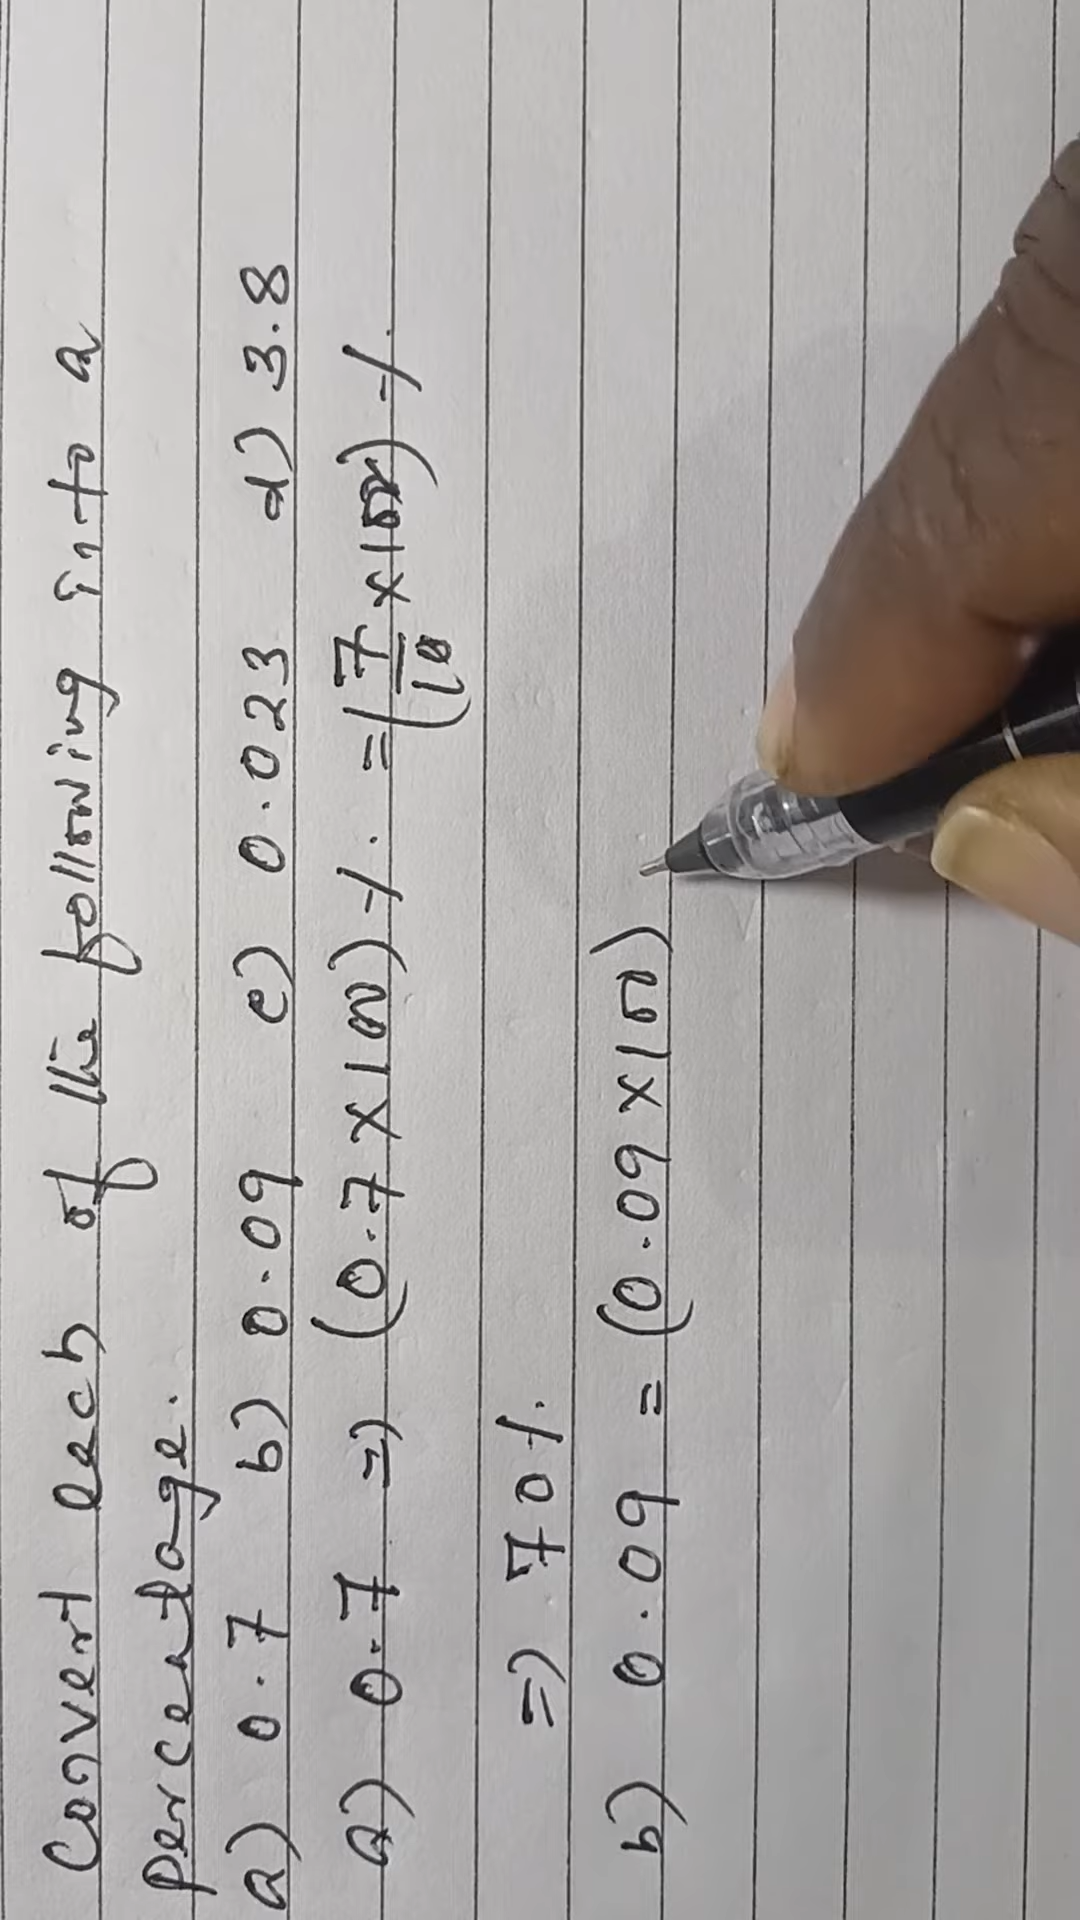 Convert each of the following into a
percentage.
a) 0.7 b) 0.09 c) 0.023 d) 3.8
a) 0.7 => (0.7 × 100) % = (7/10 × 100) %
=> 70 %
b) 0.09 = (0.09 × 100)